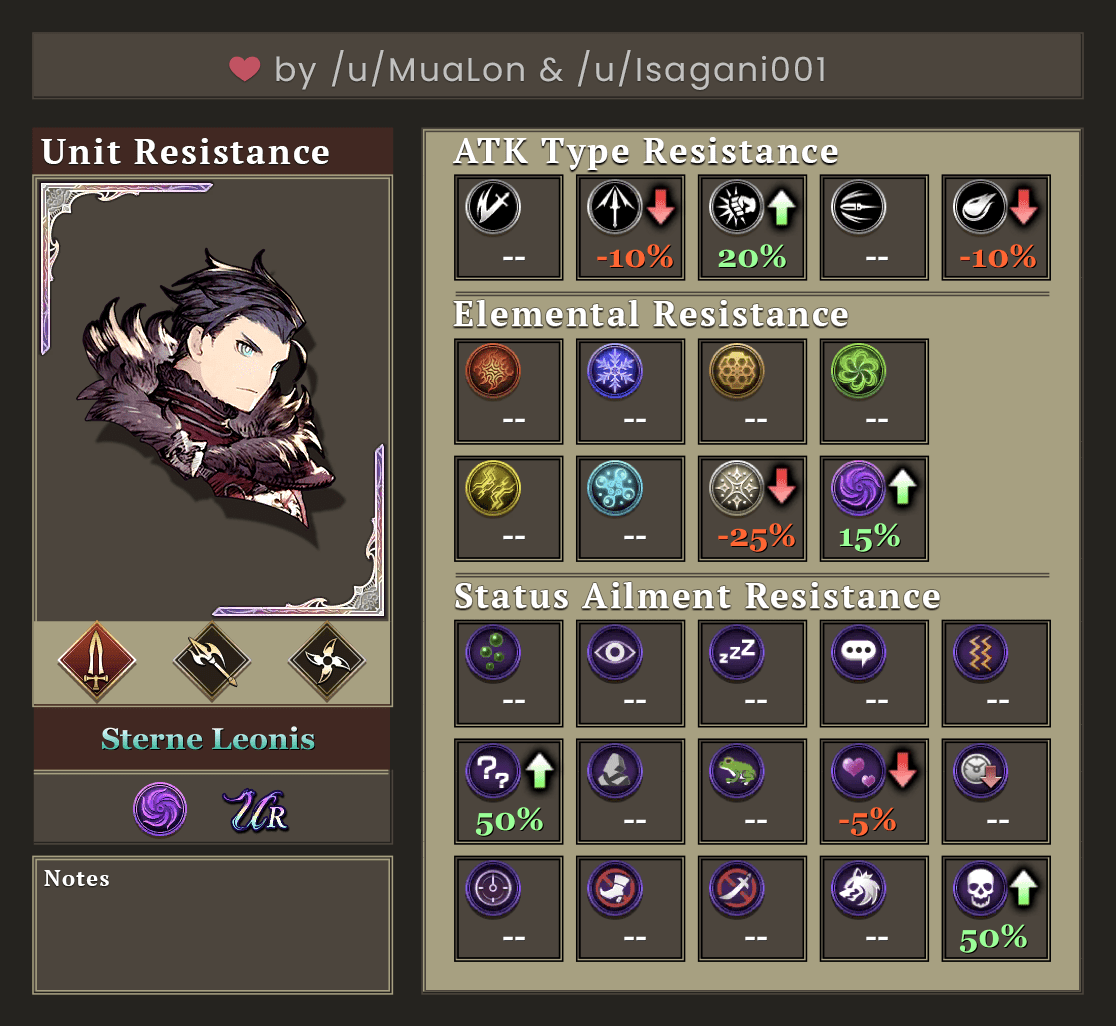 by /u/MuaLon & /u/Isagani001
Unit Resistance
Sterne Leonis
UR
Notes
ATK Type Resistance
-- -10% 20% -- -10%
Elemental Resistance
-- -- -- --
-- -- -25% 15%
Status Ailment Resistance
zzZ
-- -- -- -- --
??
50% -- -- -5% --
-- -- -- -- 50%